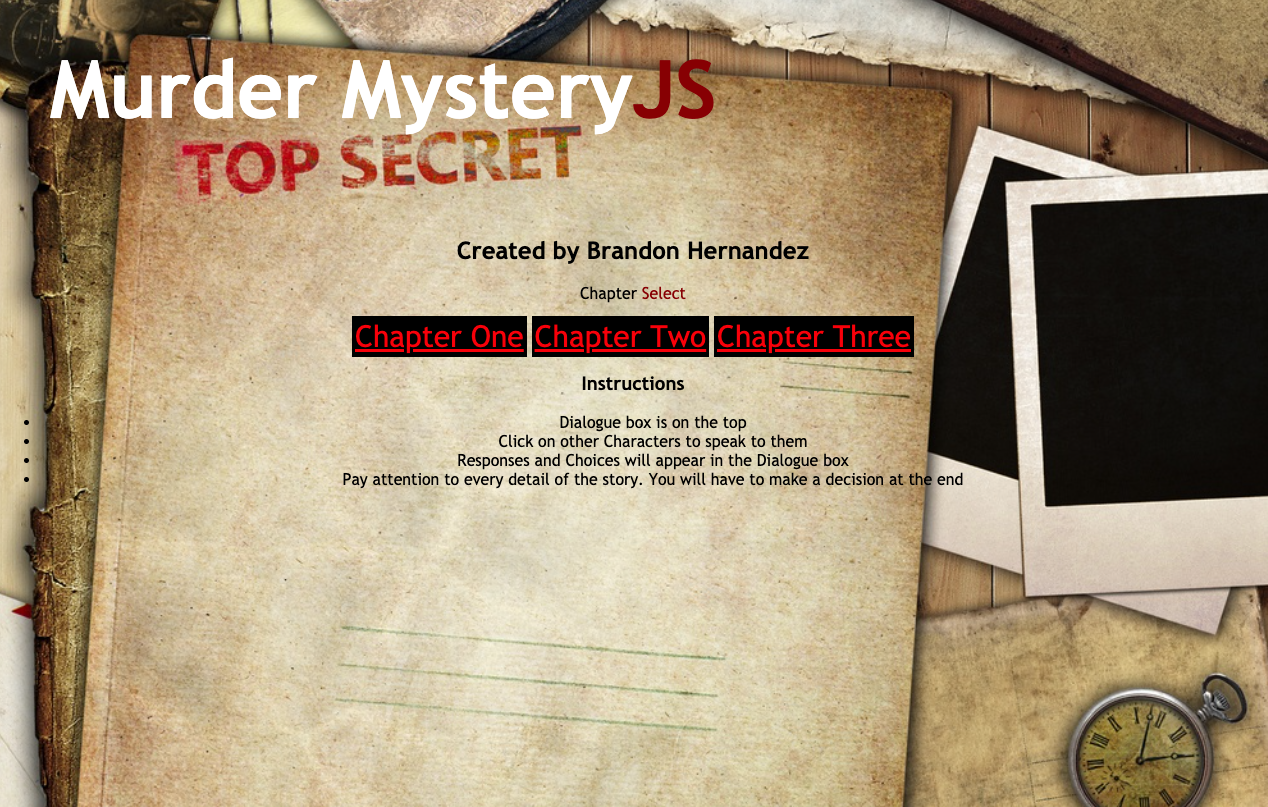 Murder MysteryJS
TOP SECRET
Created by Brandon Hernandez
Chapter Select
Chapter One Chapter Two Chapter Three
Instructions
Dialogue box is on the top
Click on other Characters to speak to them
Responses and Choices will appear in the Dialogue box
Pay attention to every detail of the story. You will have to make a decision at the end